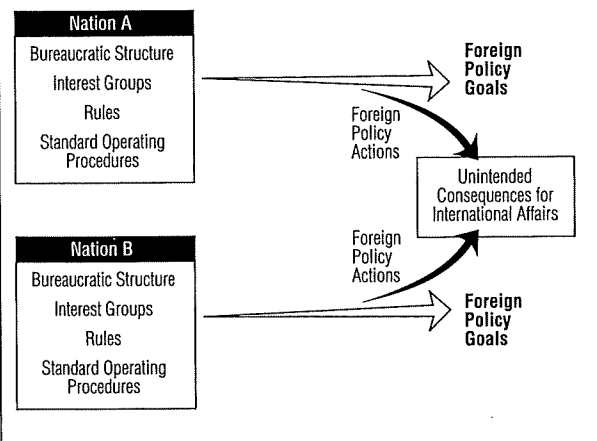 Nation A
Bureaucratic Structure
Interest Groups
Rules
Standard Operating
Procedures
Foreign
Policy
Goals
Foreign
Policy
Actions
Unintended
Consequences for
International Affairs
Nation B
Bureaucratic Structure
Interest Groups
Rules
Standard Operating
Procedures
Foreign
Policy
Actions
Foreign
Policy
Goals